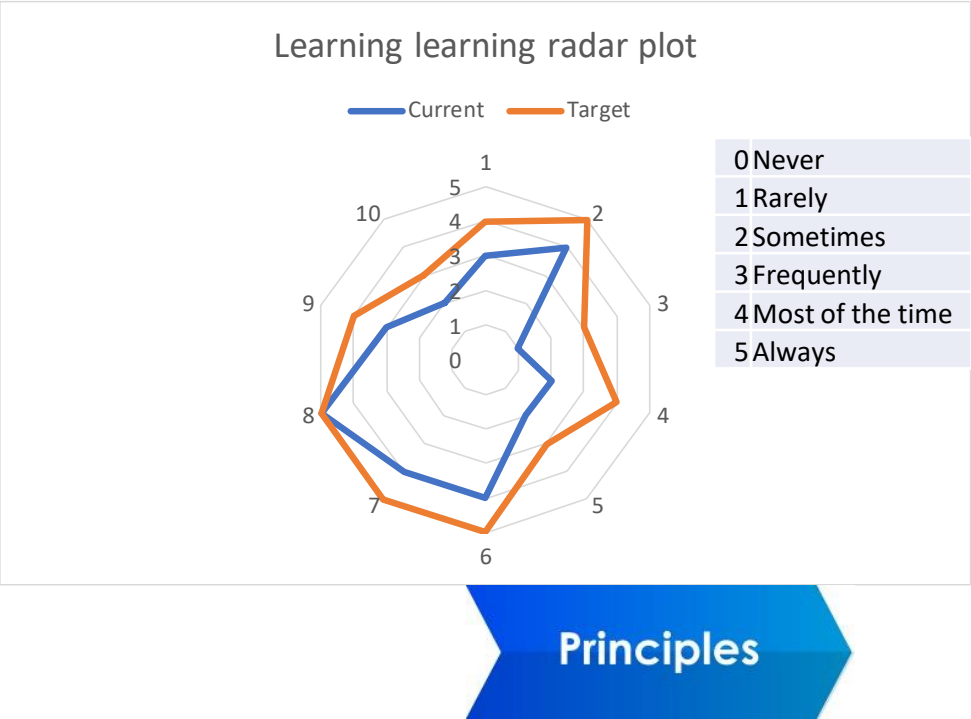 Learning learning radar plot
Current Target
1
2
3
4
5
6
7
8
9
10
5
4
3
2
1
0
0 Never
1 Rarely
2 Sometimes
3 Frequently
4 Most of the time
5 Always
Principles